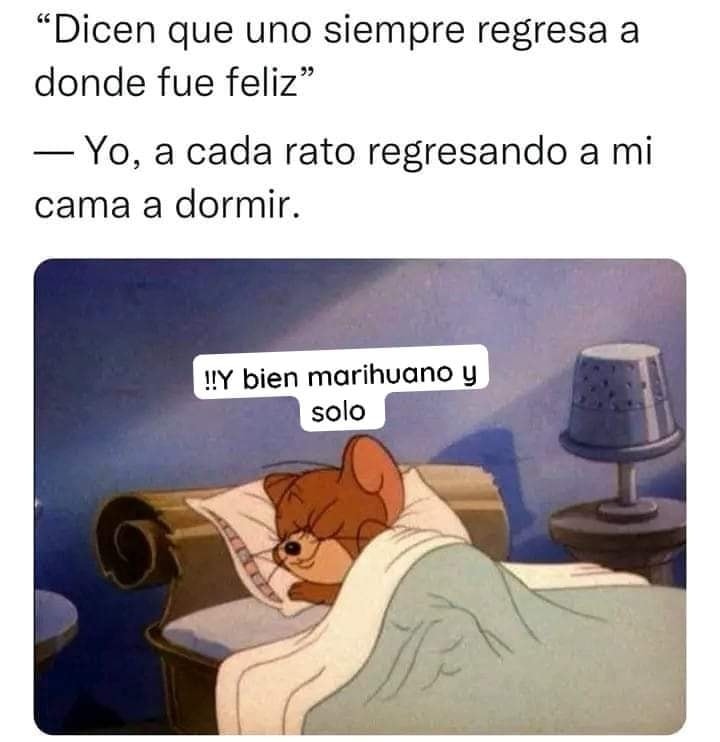 “Dicen que uno siempre regresa a
donde fue feliz”
— Yo, a cada rato regresando a mi
cama a dormir.
!!Y bien marihuano y
solo